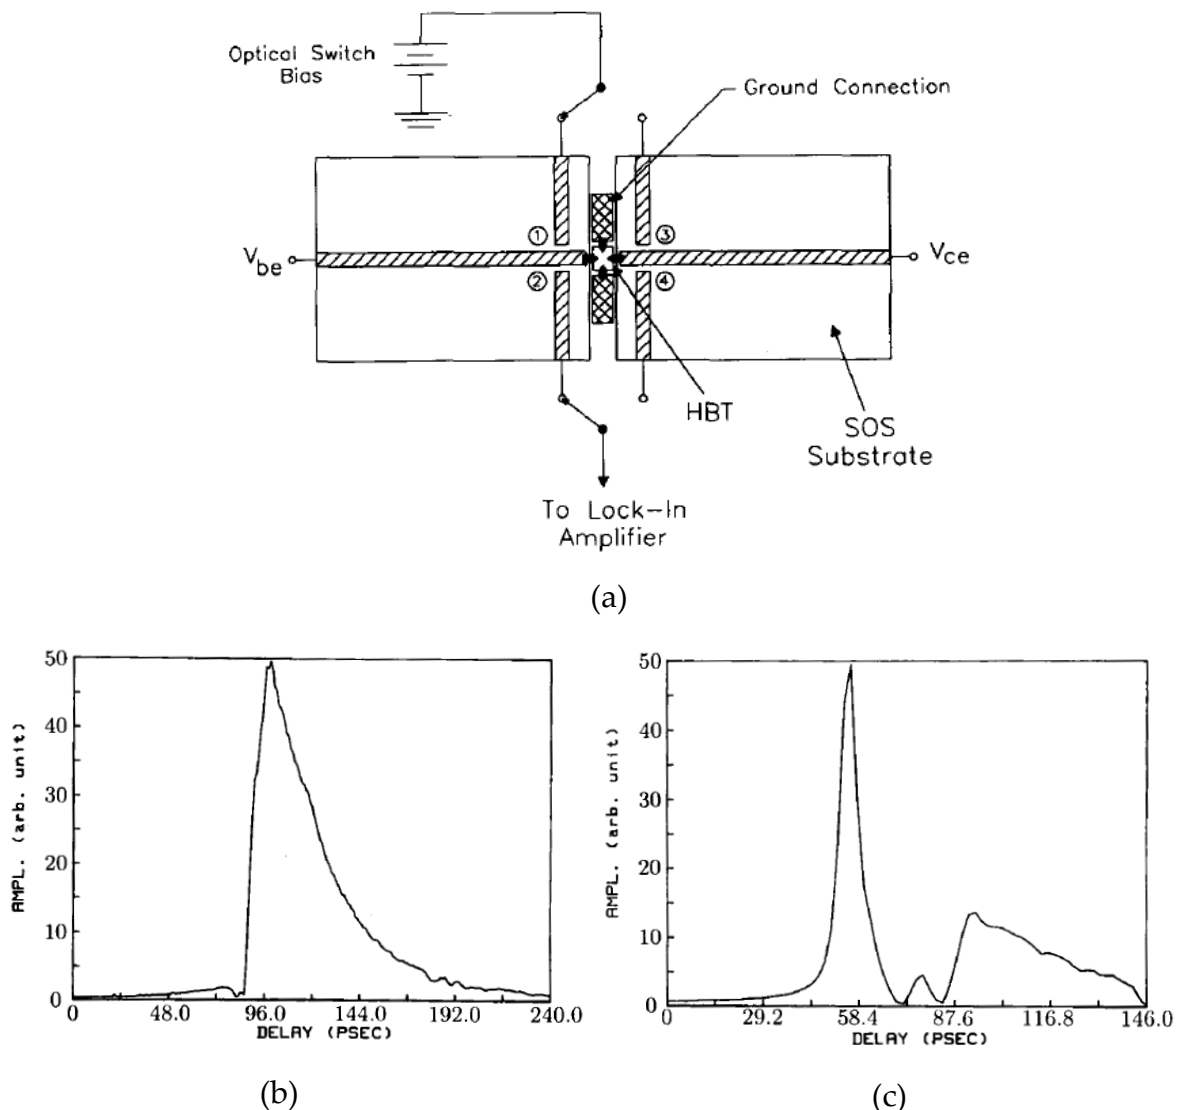 Optical Switch
Bias
Ground Connection
① ③
Vbe Vce
② ④
HBT
SOS
Substrate
To Lock-In
Amplifier
(a)
50
40
30
20
10
0
AMPL. (arb. unit)
0 48.0 96.0 144.0 192.0 240.0
DELAY (PSEC)
(b)
50
40
30
20
10
0
AMPL. (arb. unit)
0 29.2 58.4 87.6 116.8 146.0
DELAY (PSEC)
(c)